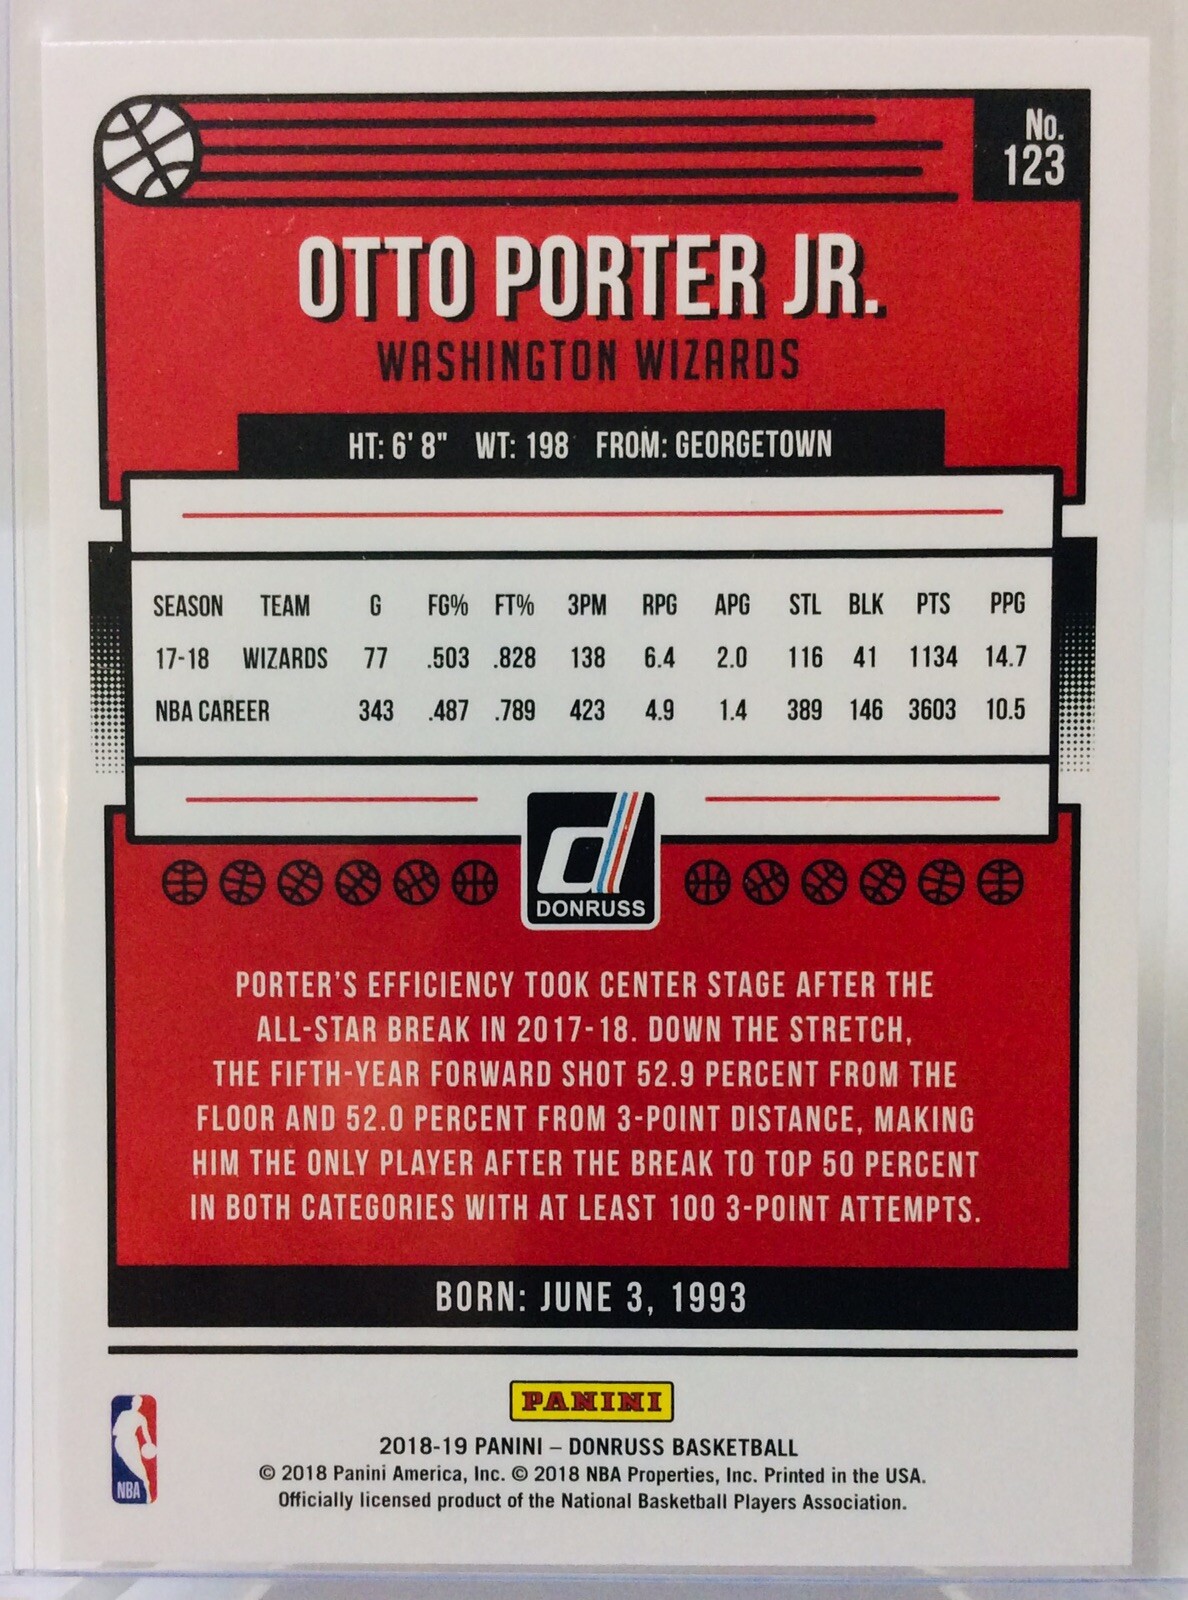 No.
123
OTTO PORTER JR.
WASHINGTON WIZARDS
HT: 6' 8" WT: 198 FROM: GEORGETOWN
SEASON TEAM G FG% FT% 3PM RPG APG STL BLK PTS PPG
17-18 WIZARDS 77 .503 .828 138 6.4 2.0 116 41 1134 14.7
NBA CAREER 343 .487 .789 423 4.9 1.4 389 146 3603 10.5
d
DONRUSS
PORTER'S EFFICIENCY TOOK CENTER STAGE AFTER THE
ALL-STAR BREAK IN 2017-18. DOWN THE STRETCH,
THE FIFTH-YEAR FORWARD SHOT 52.9 PERCENT FROM THE
FLOOR AND 52.0 PERCENT FROM 3-POINT DISTANCE, MAKING
HIM THE ONLY PLAYER AFTER THE BREAK TO TOP 50 PERCENT
IN BOTH CATEGORIES WITH AT LEAST 100 3-POINT ATTEMPTS.
BORN: JUNE 3, 1993
PANINI
NBA
2018-19 PANINI – DONRUSS BASKETBALL
© 2018 Panini America, Inc. © 2018 NBA Properties, Inc. Printed in the USA.
Officially licensed product of the National Basketball Players Association.